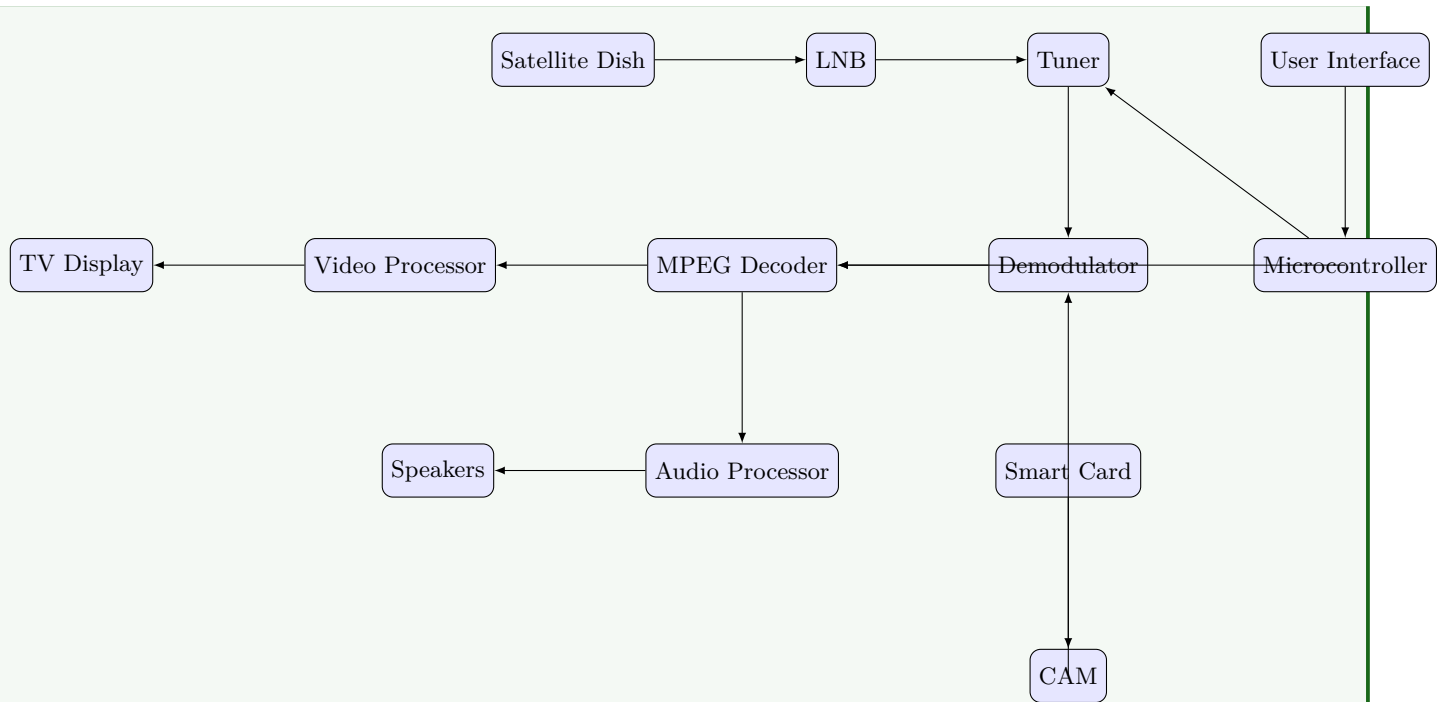 Satellite Dish
LNB
Tuner
User Interface
TV Display
Video Processor
MPEG Decoder
Demodulator
Microcontroller
Speakers
Audio Processor
Smart Card
CAM